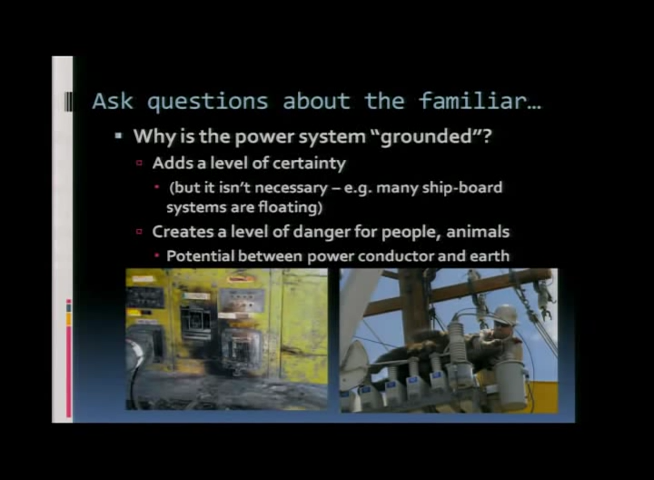 Ask questions about the familiar…
Why is the power system “grounded”?
Adds a level of certainty
(but it isn’t necessary – e.g. many ship-board
systems are floating)
Creates a level of danger for people, animals
Potential between power conductor and earth